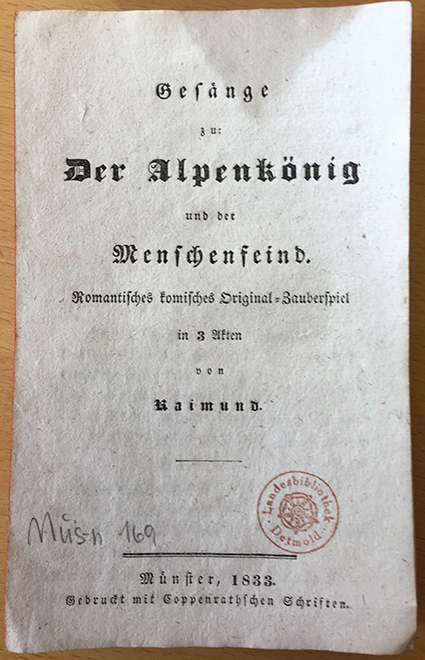 Gesänge
zu:
Der Alpenkönig
und der
Menschenfeind.
Romantisches komisches Original-Zauberspiel
in 3 Akten
von
Raimund.
Landesbibliothek
Detmold
Mus-n 169
Münster, 1833.
Gedruckt mit Coppenrathschen Schriften.